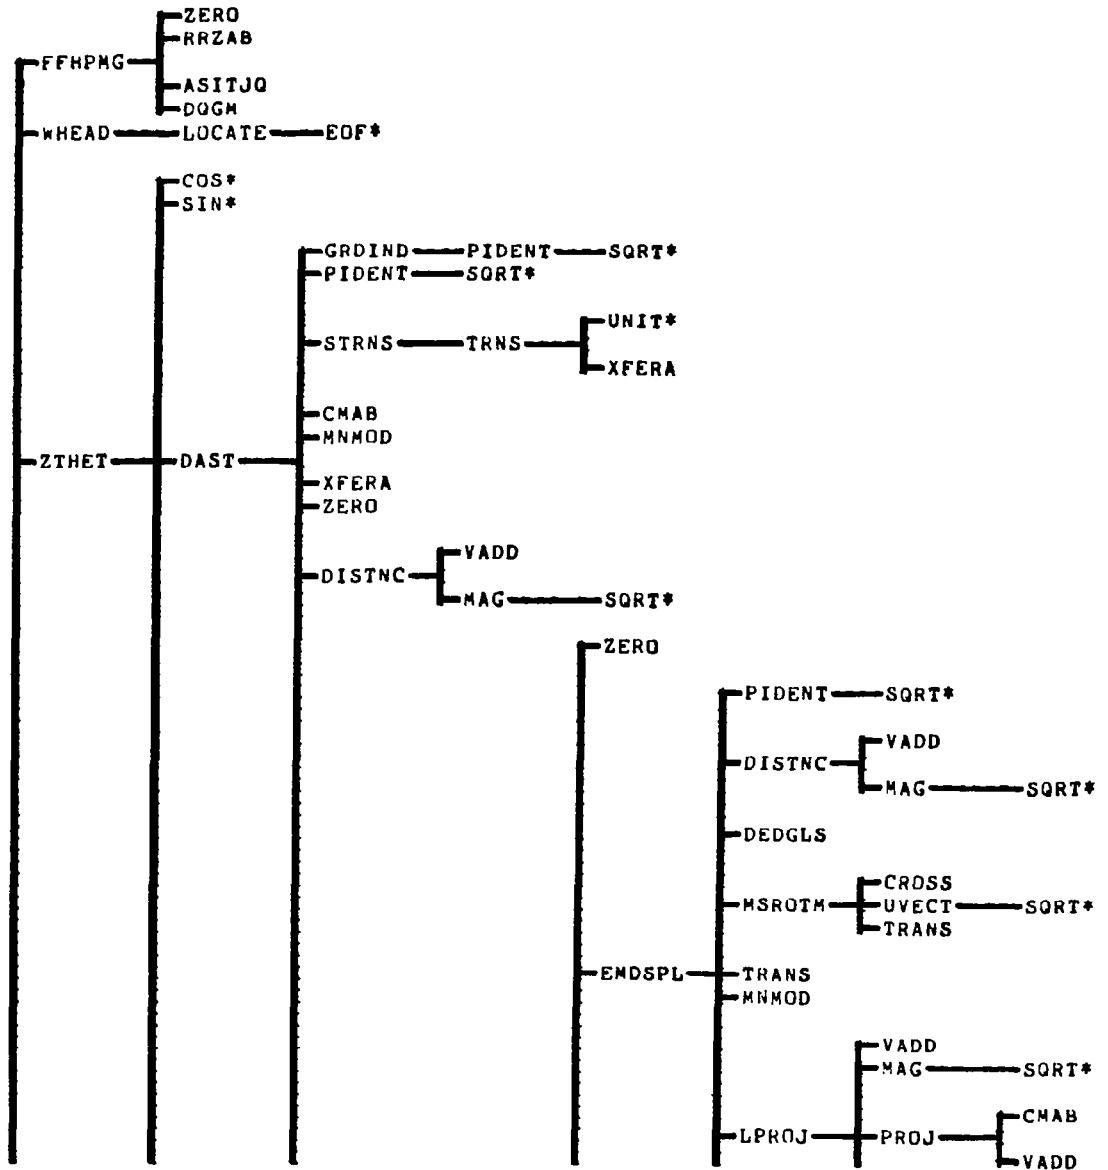 ZERO
RRZAB
FFHPMG
ASITJQ
DQGM
WHEAD LOCATE EOF*
COS*
SIN*
GRDIND PIDENT SQRT*
PIDENT SQRT*
UNIT*
STRNS TRNS
XFERA
CMAB
MNMOD
ZTHET DAST
XFERA
ZERO
VADD
DISTNC
MAG SQRT*
ZERO
PIDENT SQRT*
VADD
DISTNC
MAG SQRT*
DEDGLS
CROSS
MSROTM UVECT SQRT*
TRANS
EMDSPL TRANS
MNMOD
VADD
MAG SQRT*
CMAB
LPROJ PROJ
VADD